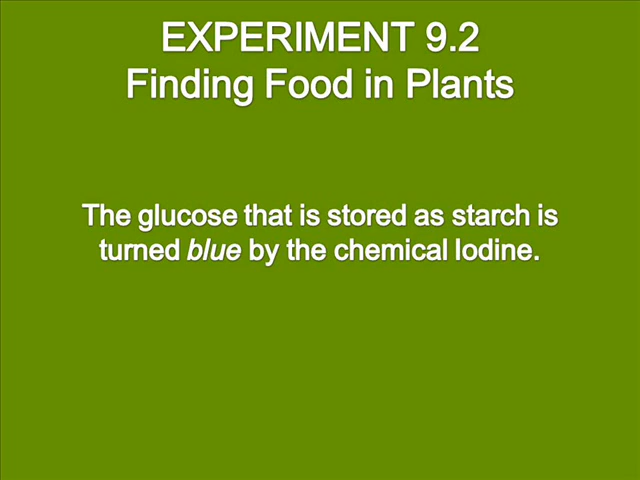 EXPERIMENT 9.2
Finding Food in Plants
The glucose that is stored as starch is
turned blue by the chemical Iodine.